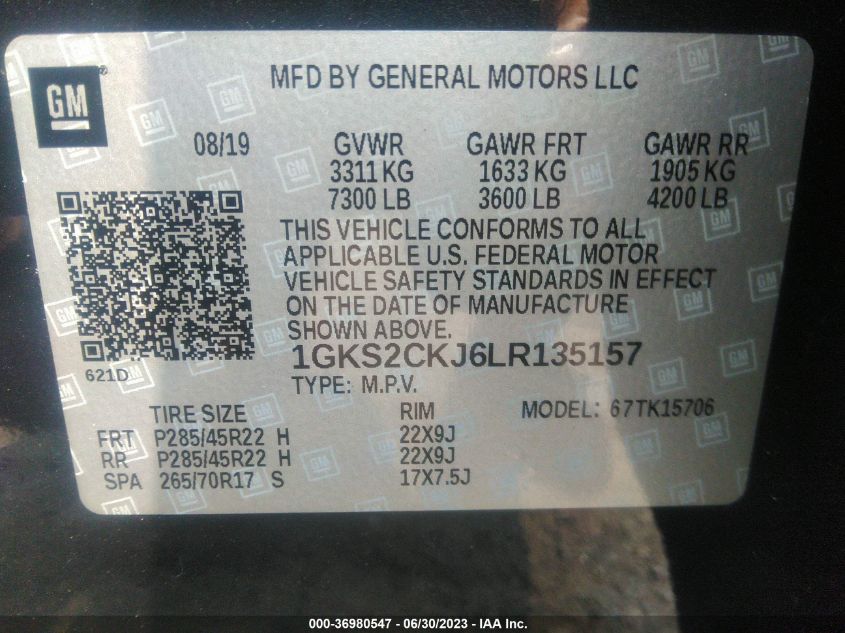 GM
MFD BY GENERAL MOTORS LLC
08/19 GVWR GAWR FRT GAWR RR
3311 KG 1633 KG 1905 KG
7300 LB 3600 LB 4200 LB
THIS VEHICLE CONFORMS TO ALL
APPLICABLE U.S. FEDERAL MOTOR
VEHICLE SAFETY STANDARDS IN EFFECT
ON THE DATE OF MANUFACTURE
SHOWN ABOVE.
1GKS2CKJ6LR135157
621D
TYPE: M.P.V.
TIRE SIZE RIM MODEL: 67TK15706
FRT P285/45R22 H 22X9J
RR P285/45R22 H 22X9J
SPA 265/70R17 S 17X7.5J
000-36980547 - 06/30/2023 - IAA Inc.